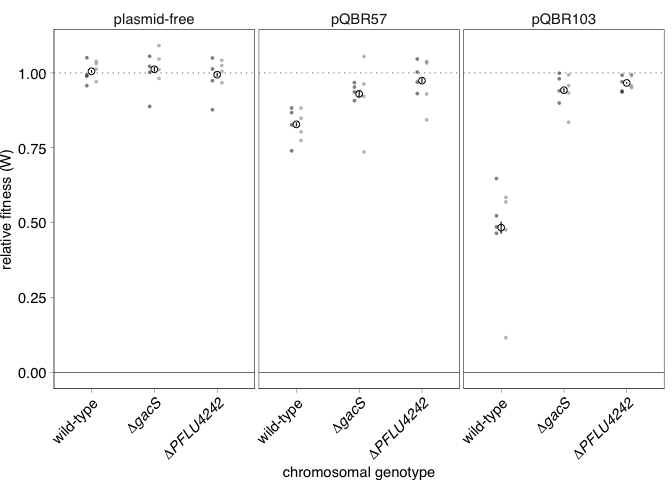 plasmid-free
pQBR57
pQBR103
relative fitness (W)
1.00
0.75
0.50
0.25
0.00
wild-type
ΔgacS
ΔPFLU4242
wild-type
ΔgacS
ΔPFLU4242
wild-type
ΔgacS
ΔPFLU4242
chromosomal genotype